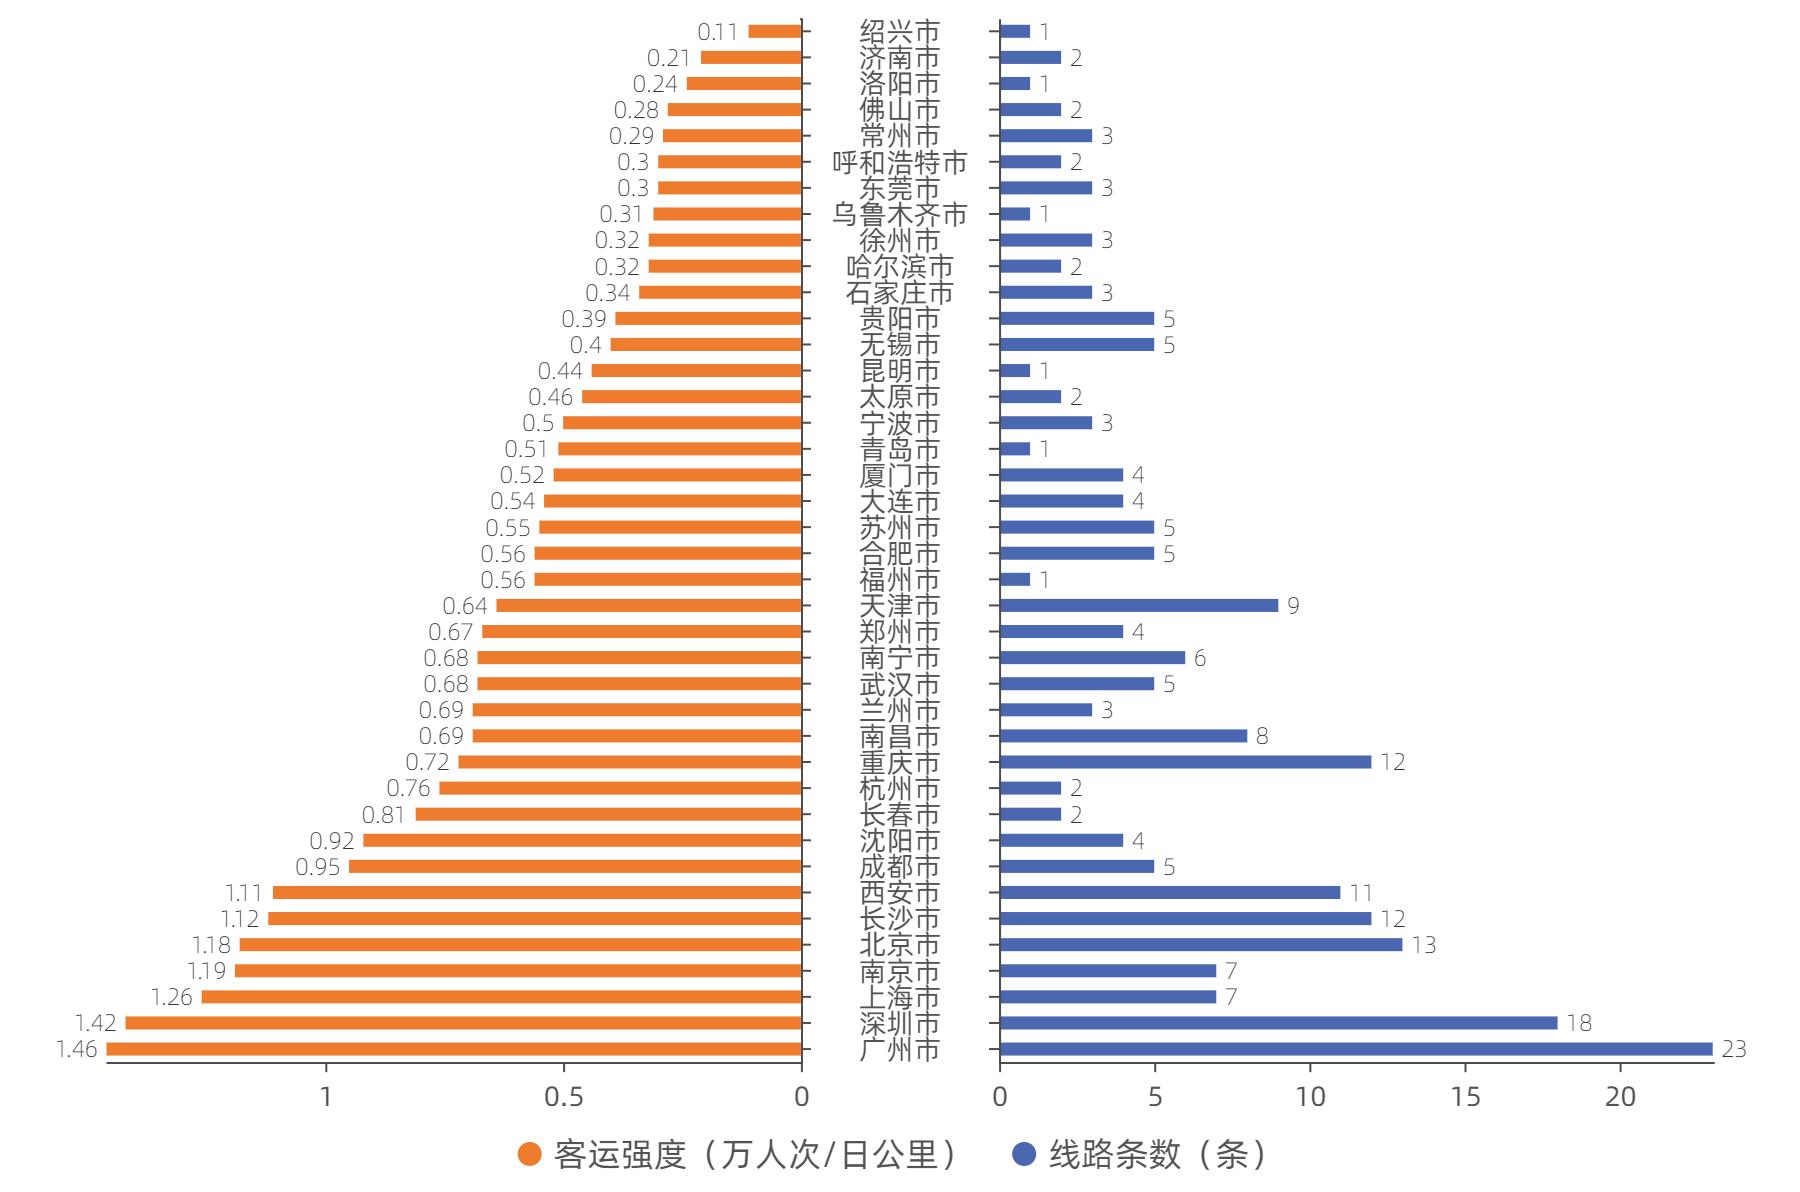 0.11 绍兴市 1
0.21 济南市 2
0.24 洛阳市 1
0.28 佛山市 2
0.29 常州市 3
0.3 呼和浩特市 2
0.3 东莞市 3
0.31 乌鲁木齐市 1
0.32 徐州市 3
0.32 哈尔滨市 2
0.34 石家庄市 3
0.39 贵阳市 5
0.4 无锡市 5
0.44 昆明市 1
0.46 太原市 2
0.5 宁波市 3
0.51 青岛市 1
0.52 厦门市 4
0.54 大连市 4
0.55 苏州市 5
0.56 合肥市 5
0.56 福州市 1
0.64 天津市 9
0.67 郑州市 4
0.68 南宁市 6
0.68 武汉市 5
0.69 兰州市 3
0.69 南昌市 8
0.72 重庆市 12
0.76 杭州市 2
0.81 长春市 2
0.92 沈阳市 4
0.95 成都市 5
1.11 西安市 11
1.12 长沙市 12
1.18 北京市 13
1.19 南京市 7
1.26 上海市 7
1.42 深圳市 18
1.46 广州市 23
1 0.5 0 0 5 10 15 20
客运强度（万人次/日公里） 线路条数（条）